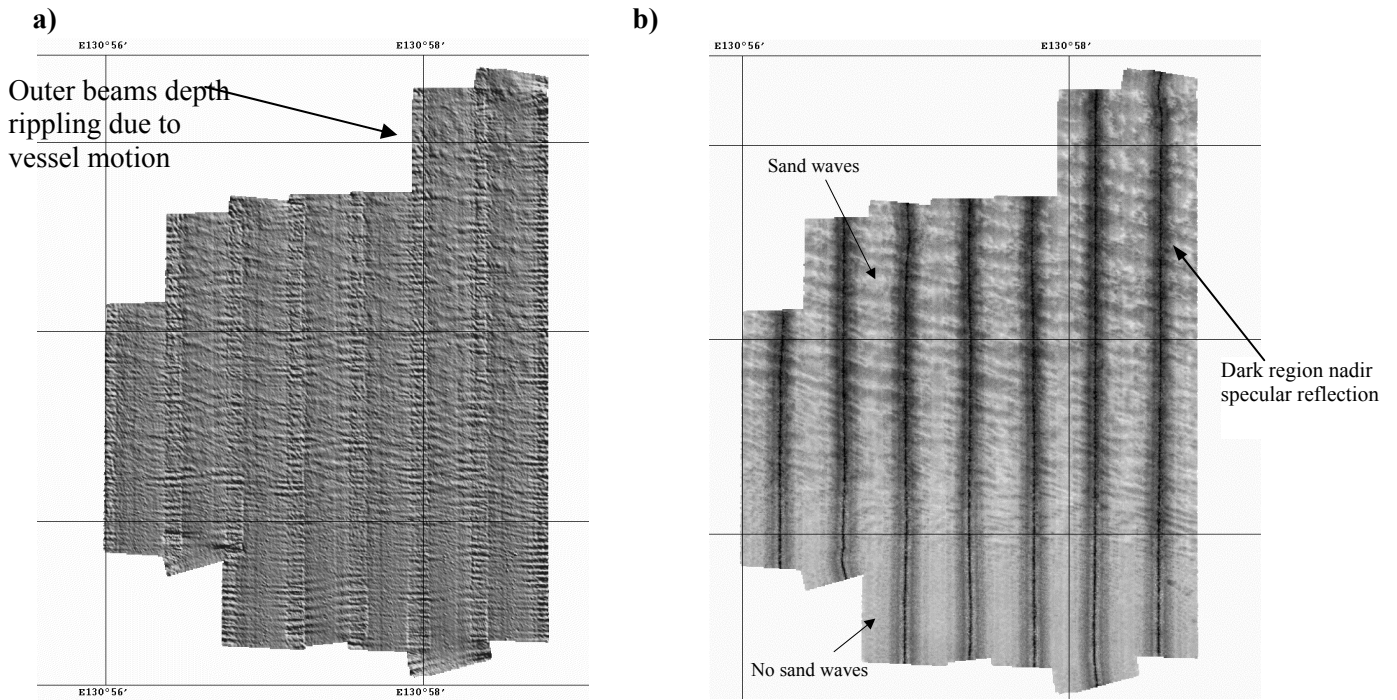 a)
E130°56′
E130°58′
Outer beams depth
rippling due to
vessel motion
E130°56′
E130°58′
b)
E130°56′
E130°58′
Sand waves
Dark region nadir
specular reflection
No sand waves